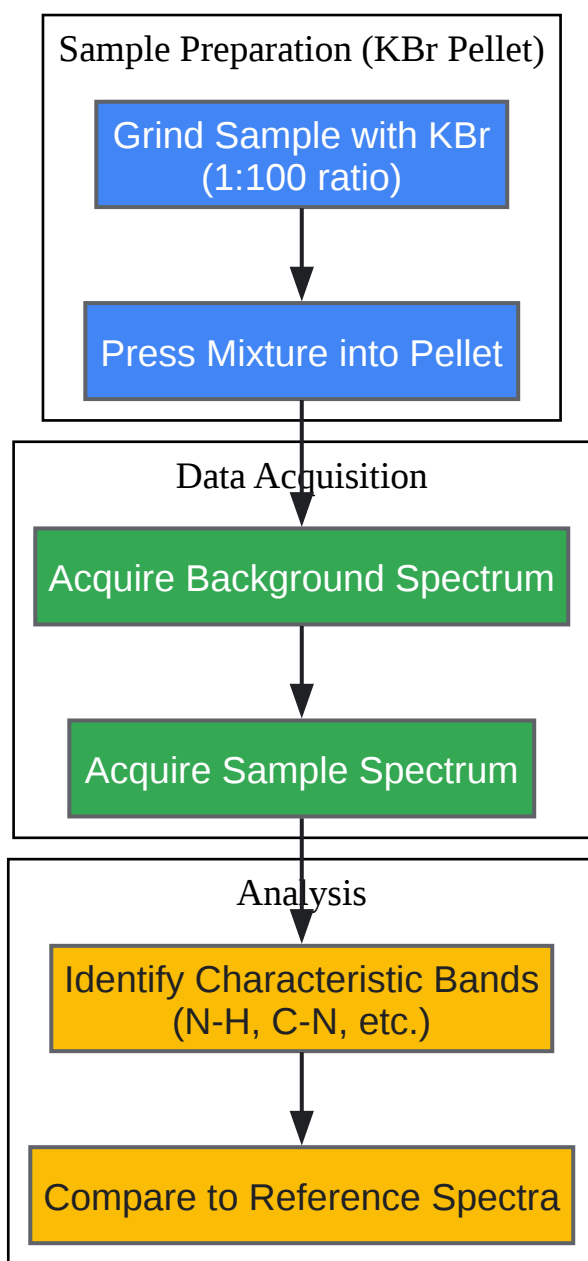 Sample Preparation (KBr Pellet)
Grind Sample with KBr
(1:100 ratio)
Press Mixture into Pellet
Data Acquisition
Acquire Background Spectrum
Acquire Sample Spectrum
Analysis
Identify Characteristic Bands
(N-H, C-N, etc.)
Compare to Reference Spectra